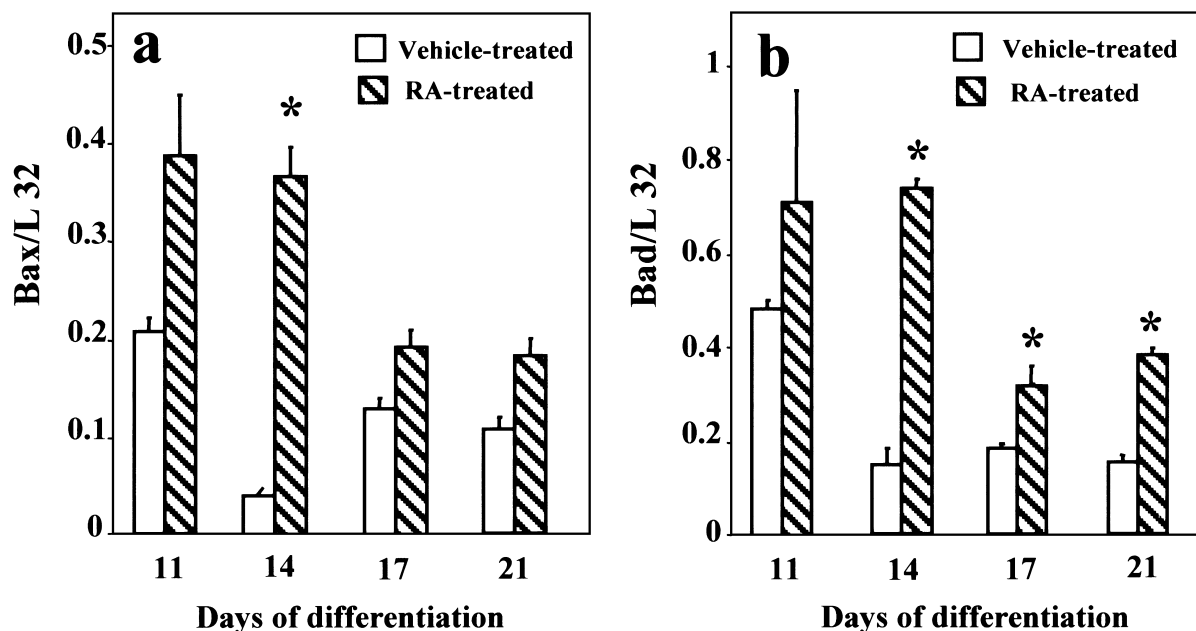 a
Vehicle-treated
RA-treated
0.5
0.4
0.3
0.2
0.1
0
Bax/L 32
*
11 14 17 21
Days of differentiation
b
Vehicle-treated
RA-treated
1
0.8
0.6
0.4
0.2
0
Bad/L 32
*
*
*
11 14 17 21
Days of differentiation